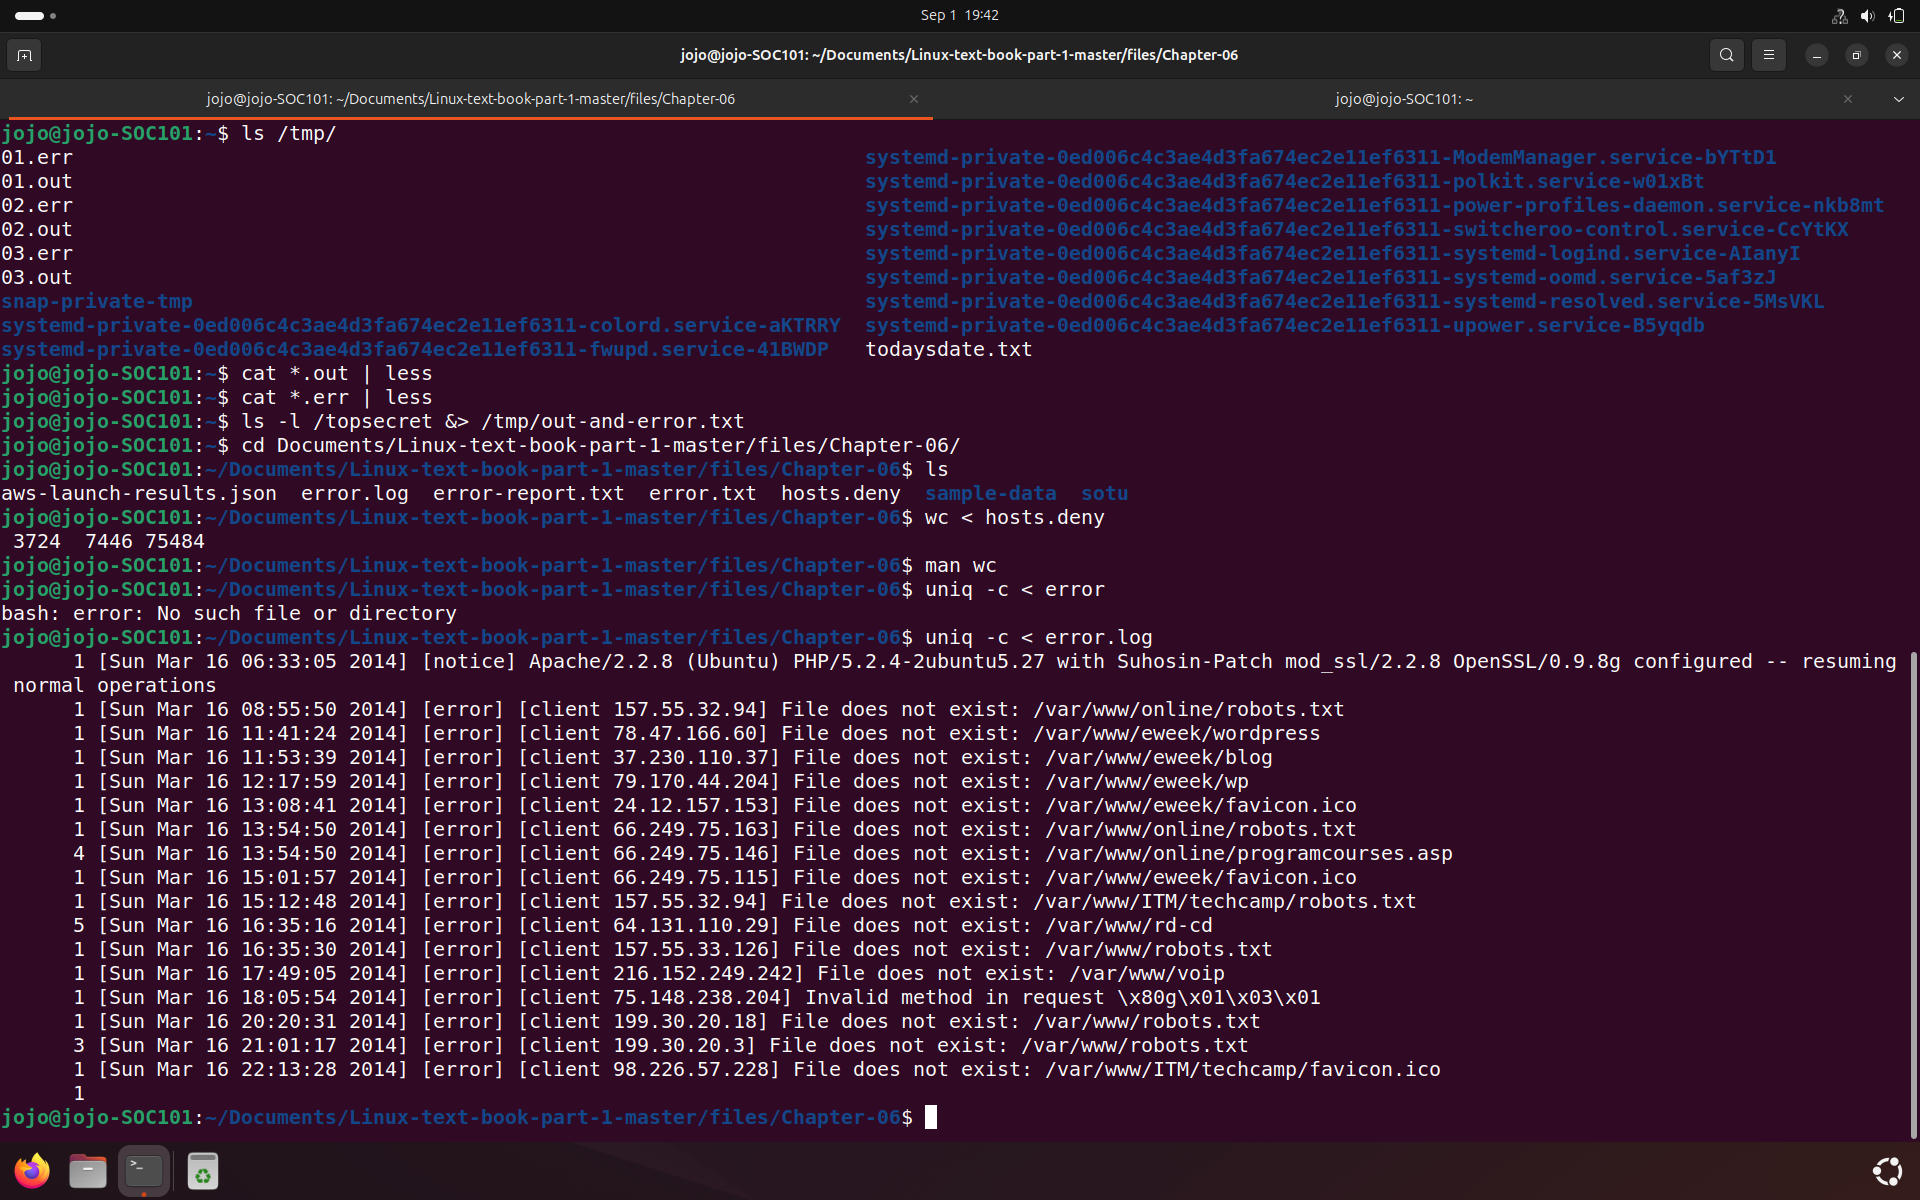 Sep 1 19:42
jojo@jojo-SOC101: ~/Documents/Linux-text-book-part-1-master/files/Chapter-06
jojo@jojo-SOC101: ~/Documents/Linux-text-book-part-1-master/files/Chapter-06 jojo@jojo-SOC101: ~
jojo@jojo-SOC101:~$ ls /tmp/
01.err systemd-private-0ed006c4c3ae4d3fa674ec2e11ef6311-ModemManager.service-bYTtD1
01.out systemd-private-0ed006c4c3ae4d3fa674ec2e11ef6311-polkit.service-w01xBt
02.err systemd-private-0ed006c4c3ae4d3fa674ec2e11ef6311-power-profiles-daemon.service-nkb8mt
02.out systemd-private-0ed006c4c3ae4d3fa674ec2e11ef6311-switcheroo-control.service-CcYtKX
03.err systemd-private-0ed006c4c3ae4d3fa674ec2e11ef6311-systemd-logind.service-AIanyI
03.out systemd-private-0ed006c4c3ae4d3fa674ec2e11ef6311-systemd-oomd.service-5af3zJ
snap-private-tmp systemd-private-0ed006c4c3ae4d3fa674ec2e11ef6311-systemd-resolved.service-5MsVKL
systemd-private-0ed006c4c3ae4d3fa674ec2e11ef6311-colord.service-aKTRRY systemd-private-0ed006c4c3ae4d3fa674ec2e11ef6311-upower.service-B5yqdb
systemd-private-0ed006c4c3ae4d3fa674ec2e11ef6311-fwupd.service-41BWDP todaysdate.txt
jojo@jojo-SOC101:~$ cat *.out | less
jojo@jojo-SOC101:~$ cat *.err | less
jojo@jojo-SOC101:~$ ls -l /topsecret &> /tmp/out-and-error.txt
jojo@jojo-SOC101:~$ cd Documents/Linux-text-book-part-1-master/files/Chapter-06/
jojo@jojo-SOC101:~/Documents/Linux-text-book-part-1-master/files/Chapter-06$ ls
aws-launch-results.json error.log error-report.txt error.txt hosts.deny sample-data sotu
jojo@jojo-SOC101:~/Documents/Linux-text-book-part-1-master/files/Chapter-06$ wc < hosts.deny
3724 7446 75484
jojo@jojo-SOC101:~/Documents/Linux-text-book-part-1-master/files/Chapter-06$ man wc
jojo@jojo-SOC101:~/Documents/Linux-text-book-part-1-master/files/Chapter-06$ uniq -c < error
bash: error: No such file or directory
jojo@jojo-SOC101:~/Documents/Linux-text-book-part-1-master/files/Chapter-06$ uniq -c < error.log
1 [Sun Mar 16 06:33:05 2014] [notice] Apache/2.2.8 (Ubuntu) PHP/5.2.4-2ubuntu5.27 with Suhosin-Patch mod_ssl/2.2.8 OpenSSL/0.9.8g configured -- resuming
normal operations
1 [Sun Mar 16 08:55:50 2014] [error] [client 157.55.32.94] File does not exist: /var/www/online/robots.txt
1 [Sun Mar 16 11:41:24 2014] [error] [client 78.47.166.60] File does not exist: /var/www/eweek/wordpress
1 [Sun Mar 16 11:53:39 2014] [error] [client 37.230.110.37] File does not exist: /var/www/eweek/blog
1 [Sun Mar 16 12:17:59 2014] [error] [client 79.170.44.204] File does not exist: /var/www/eweek/wp
1 [Sun Mar 16 13:08:41 2014] [error] [client 24.12.157.153] File does not exist: /var/www/eweek/favicon.ico
1 [Sun Mar 16 13:54:50 2014] [error] [client 66.249.75.163] File does not exist: /var/www/online/robots.txt
4 [Sun Mar 16 13:54:50 2014] [error] [client 66.249.75.146] File does not exist: /var/www/online/programcourses.asp
1 [Sun Mar 16 15:01:57 2014] [error] [client 66.249.75.115] File does not exist: /var/www/eweek/favicon.ico
1 [Sun Mar 16 15:12:48 2014] [error] [client 157.55.32.94] File does not exist: /var/www/ITM/techcamp/robots.txt
5 [Sun Mar 16 16:35:16 2014] [error] [client 64.131.110.29] File does not exist: /var/www/rd-cd
1 [Sun Mar 16 16:35:30 2014] [error] [client 157.55.33.126] File does not exist: /var/www/robots.txt
1 [Sun Mar 16 17:49:05 2014] [error] [client 216.152.249.242] File does not exist: /var/www/voip
1 [Sun Mar 16 18:05:54 2014] [error] [client 75.148.238.204] Invalid method in request \x80g\x01\x03\x01
1 [Sun Mar 16 20:20:31 2014] [error] [client 199.30.20.18] File does not exist: /var/www/robots.txt
3 [Sun Mar 16 21:01:17 2014] [error] [client 199.30.20.3] File does not exist: /var/www/robots.txt
1 [Sun Mar 16 22:13:28 2014] [error] [client 98.226.57.228] File does not exist: /var/www/ITM/techcamp/favicon.ico
1
jojo@jojo-SOC101:~/Documents/Linux-text-book-part-1-master/files/Chapter-06$